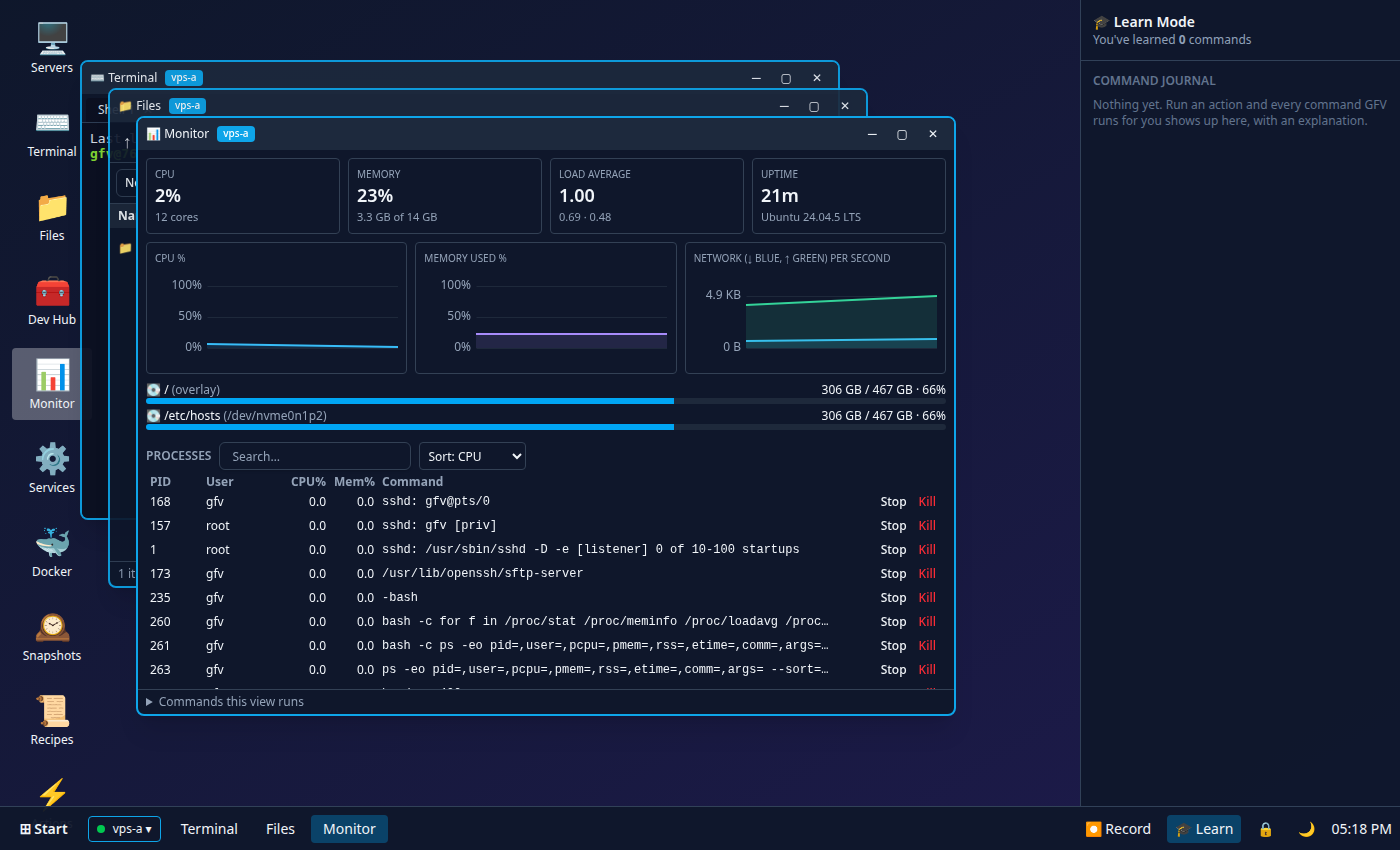 Servers
Terminal
Files
Dev Hub
Monitor
Services
Docker
Snapshots
Recipes
Terminal vps-a
Files vps-a
Monitor vps-a
CPU
2%
12 cores
MEMORY
23%
3.3 GB of 14 GB
LOAD AVERAGE
1.00
0.69 · 0.48
UPTIME
21m
Ubuntu 24.04.5 LTS
CPU %
100%
50%
0%
MEMORY USED %
100%
50%
0%
NETWORK (↓ BLUE, ↑ GREEN) PER SECOND
4.9 KB
0 B
/ (overlay) 306 GB / 467 GB · 66%
/etc/hosts (/dev/nvme0n1p2) 306 GB / 467 GB · 66%
PROCESSES Search... Sort: CPU
PID User CPU% Mem% Command
168 gfv 0.0 0.0 sshd: gfv@pts/0 Stop Kill
157 root 0.0 0.0 sshd: gfv [priv] Stop Kill
1 root 0.0 0.0 sshd: /usr/sbin/sshd -D -e [listener] 0 of 10-100 startups Stop Kill
173 gfv 0.0 0.0 /usr/lib/openssh/sftp-server Stop Kill
235 gfv 0.0 0.0 -bash Stop Kill
260 gfv 0.0 0.0 bash -c for f in /proc/stat /proc/meminfo /proc/loadavg /proc… Stop Kill
261 gfv 0.0 0.0 bash -c ps -eo pid=,user=,pcpu=,pmem=,rss=,etime=,comm=,args=… Stop Kill
263 gfv 0.0 0.0 ps -eo pid=,user=,pcpu=,pmem=,rss=,etime=,comm=,args= --sort=… Stop Kill
▶ Commands this view runs
Learn Mode
You've learned 0 commands
COMMAND JOURNAL
Nothing yet. Run an action and every command GFV
runs for you shows up here, with an explanation.
Start vps-a ▾ Terminal Files Monitor Record Learn 05:18 PM